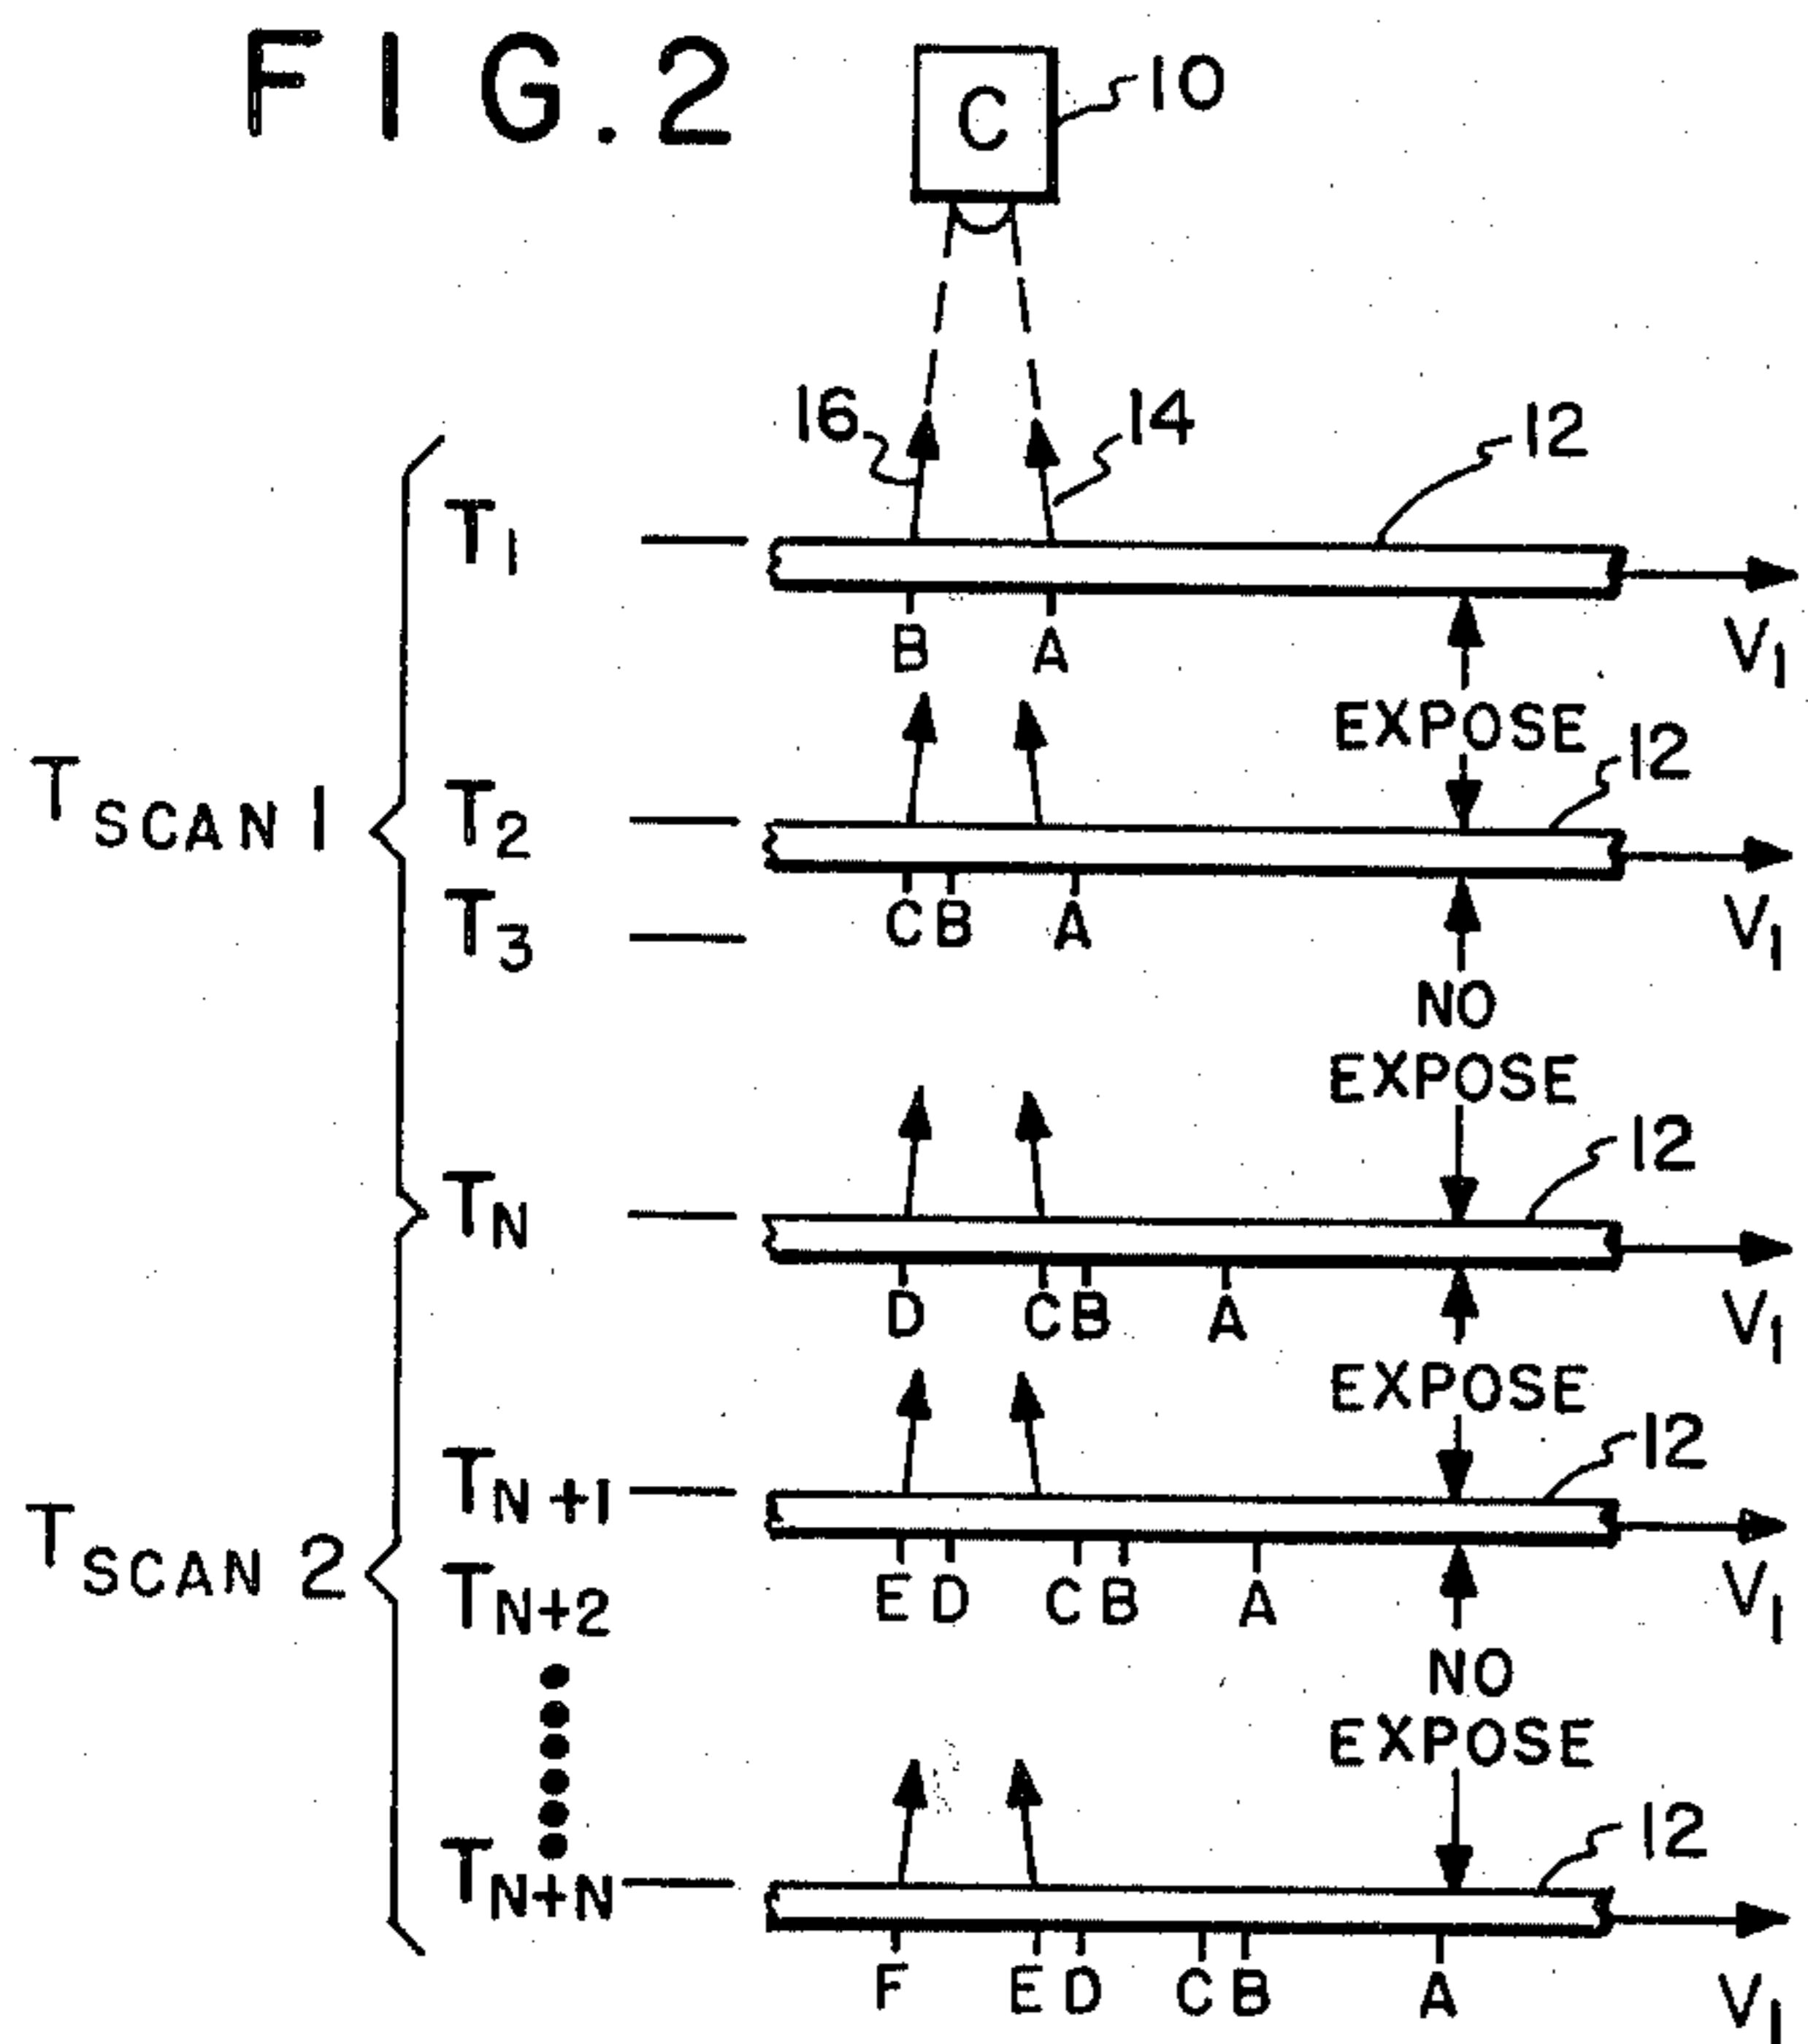 FIG.2
C 10
16 14 12
T1
B A V1
EXPOSE
12
TSCAN 1
T2
T3
C B A V1
NO
EXPOSE
12
TN
D C B A V1
EXPOSE
12
TN+1
TSCAN 2
E D C B A V1
TN+2
NO
EXPOSE
12
TN+N
F E D C B A V1